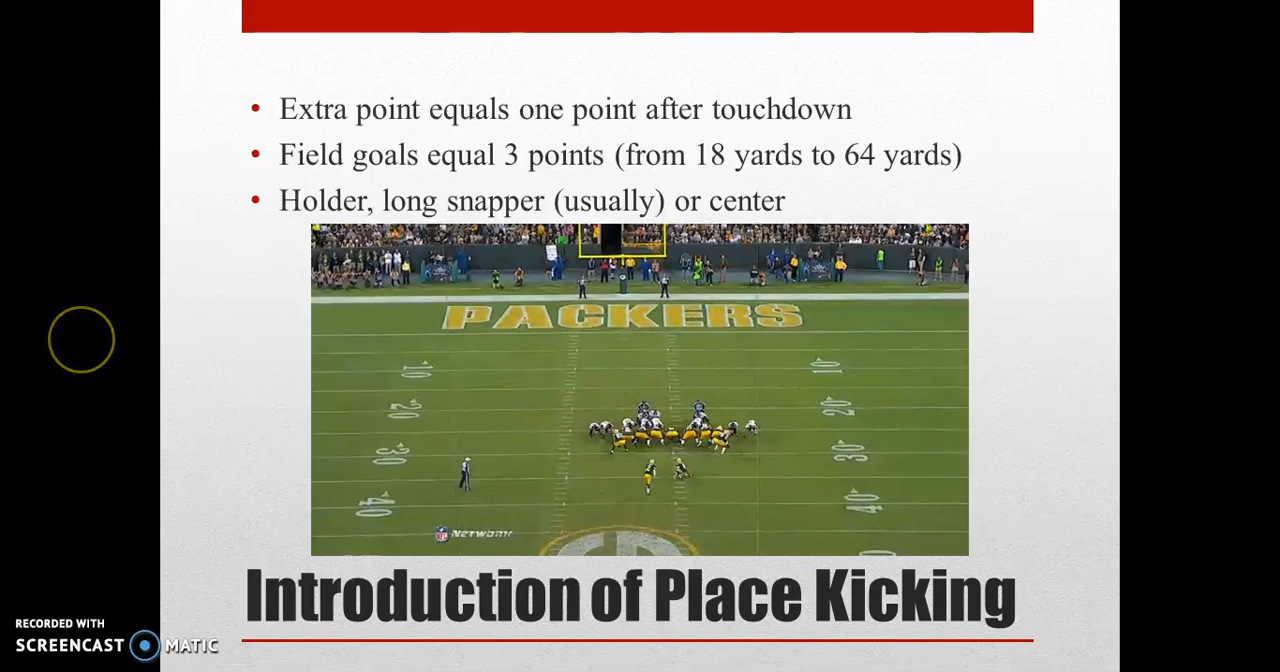 Extra point equals one point after touchdown
Field goals equal 3 points (from 18 yards to 64 yards)
Holder, long snapper (usually) or center
PACKERS
10 10
20 20
30 30
40 40
NFL NETWORK
G
Introduction of Place Kicking
RECORDED WITH
SCREENCAST MATIC